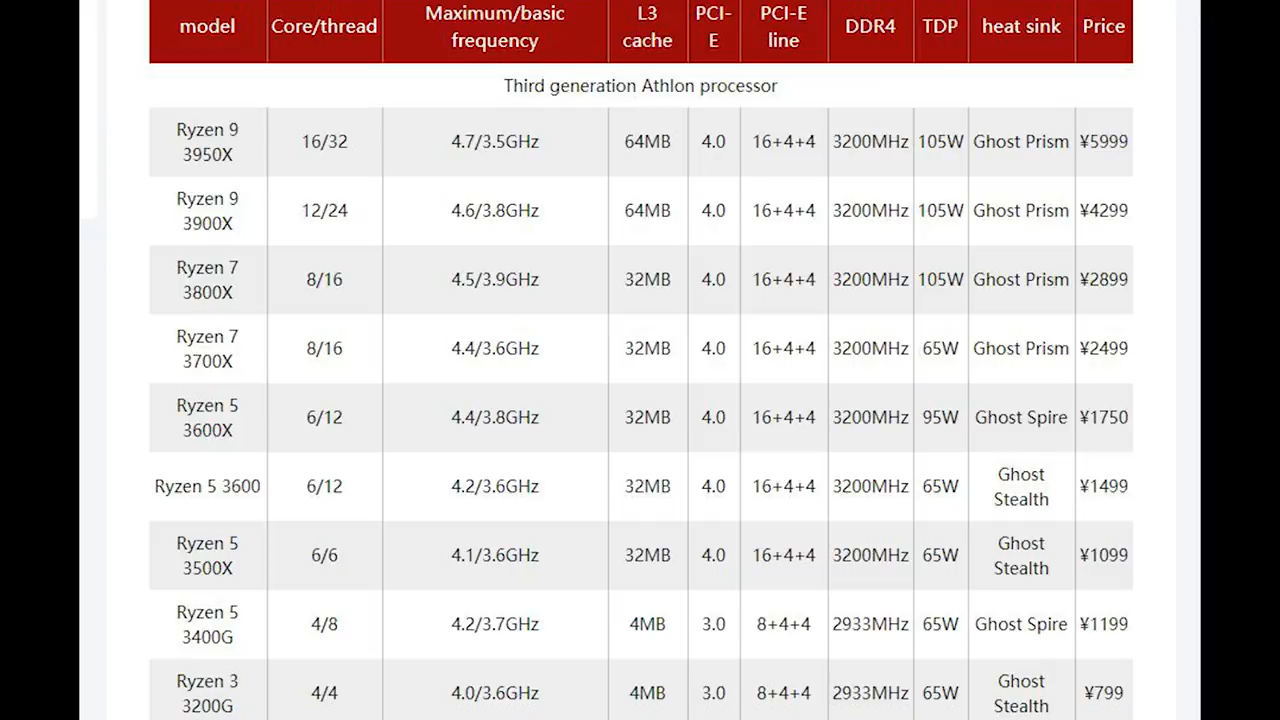 model Core/thread Maximum/basic frequency L3 cache PCI-E PCI-E line DDR4 TDP heat sink Price
Third generation Athlon processor
Ryzen 9 3950X 16/32 4.7/3.5GHz 64MB 4.0 16+4+4 3200MHz 105W Ghost Prism ¥5999
Ryzen 9 3900X 12/24 4.6/3.8GHz 64MB 4.0 16+4+4 3200MHz 105W Ghost Prism ¥4299
Ryzen 7 3800X 8/16 4.5/3.9GHz 32MB 4.0 16+4+4 3200MHz 105W Ghost Prism ¥2899
Ryzen 7 3700X 8/16 4.4/3.6GHz 32MB 4.0 16+4+4 3200MHz 65W Ghost Prism ¥2499
Ryzen 5 3600X 6/12 4.4/3.8GHz 32MB 4.0 16+4+4 3200MHz 95W Ghost Spire ¥1750
Ryzen 5 3600 6/12 4.2/3.6GHz 32MB 4.0 16+4+4 3200MHz 65W Ghost Stealth ¥1499
Ryzen 5 3500X 6/6 4.1/3.6GHz 32MB 4.0 16+4+4 3200MHz 65W Ghost Stealth ¥1099
Ryzen 5 3400G 4/8 4.2/3.7GHz 4MB 3.0 8+4+4 2933MHz 65W Ghost Spire ¥1199
Ryzen 3 3200G 4/4 4.0/3.6GHz 4MB 3.0 8+4+4 2933MHz 65W Ghost Stealth ¥799